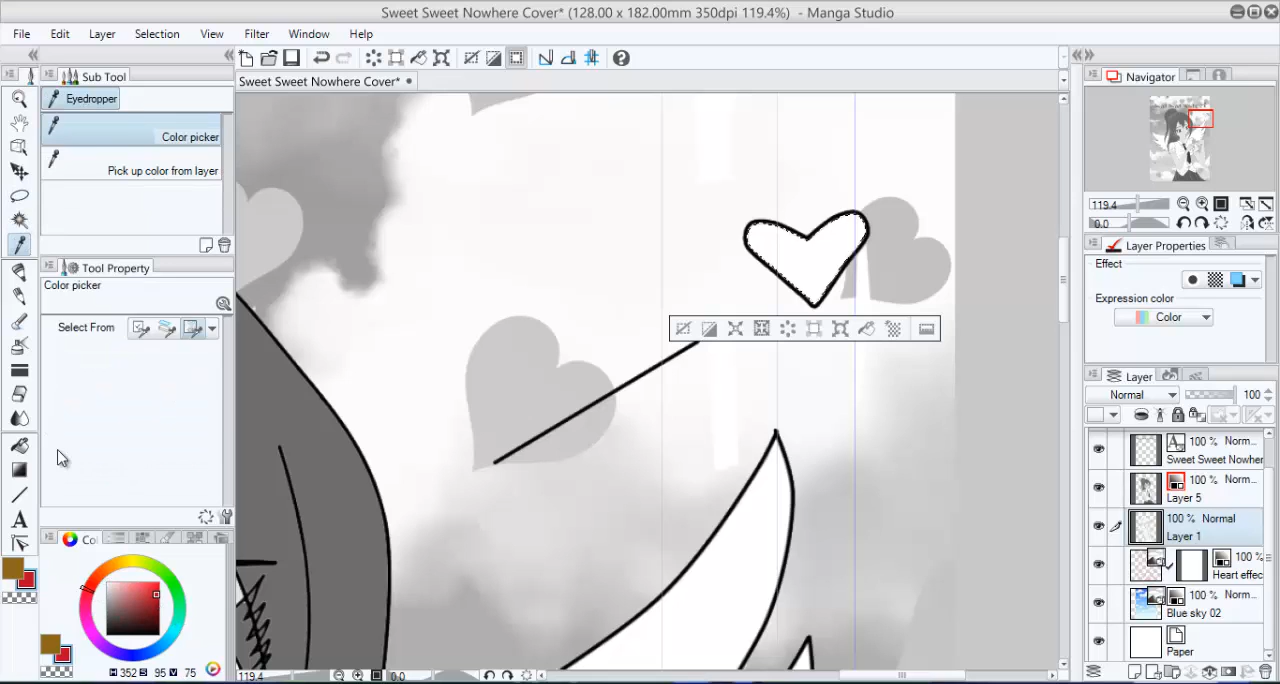 Sweet Sweet Nowhere Cover* (128.00 x 182.00mm 350dpi 119.4%) - Manga Studio
File Edit Layer Selection View Filter Window Help
Sub Tool
Eyedropper
Color picker
Pick up color from layer
Tool Property
Color picker
Select From
Co
H 352 S 95 V 75
Sweet Sweet Nowhere Cover*
119.4 0.0
Navigator
119.4
0.0
Layer Properties
Effect
Expression color
Color
Layer
Normal 100
100 % Norm...
Sweet Sweet Nowher
100 % Norm...
Layer 5
100 % Normal
Layer 1
100 %
Heart effec
100 % Norm...
Blue sky 02
Paper